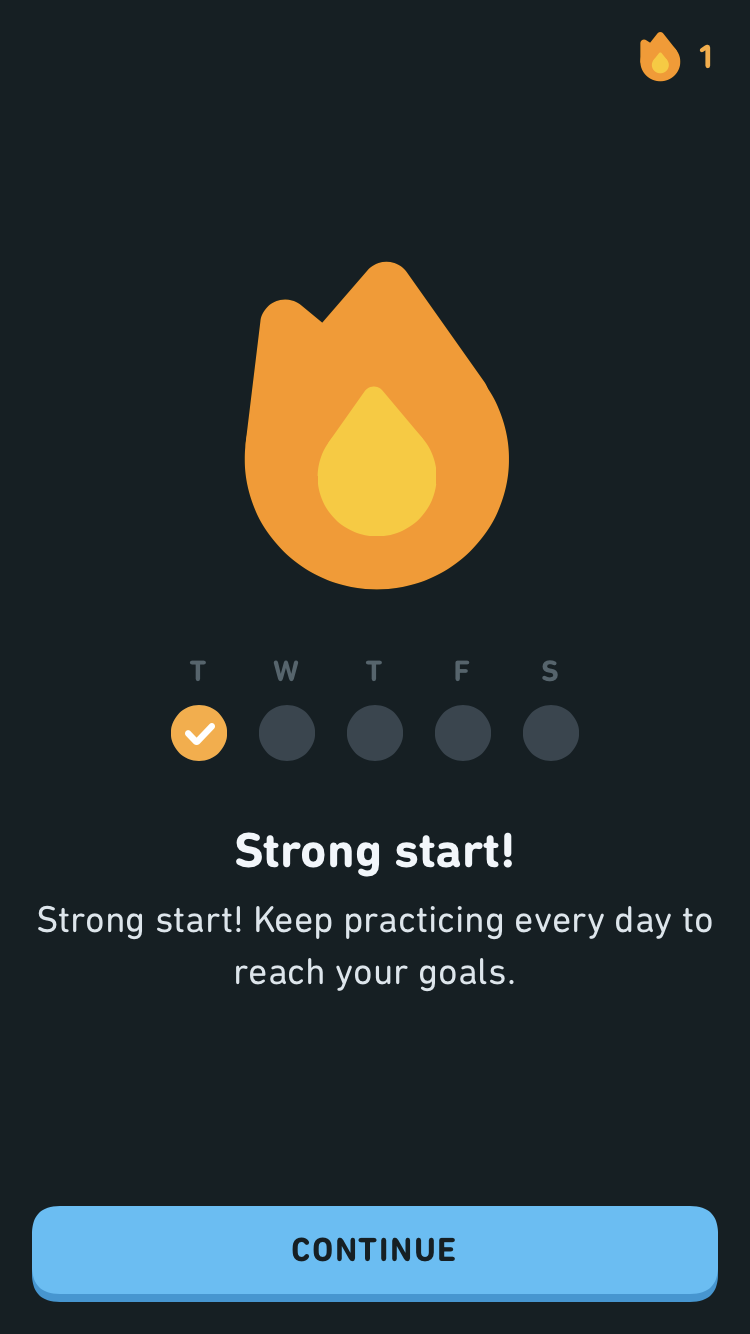 1
T W T F S
Strong start!
Strong start! Keep practicing every day to
reach your goals.
CONTINUE